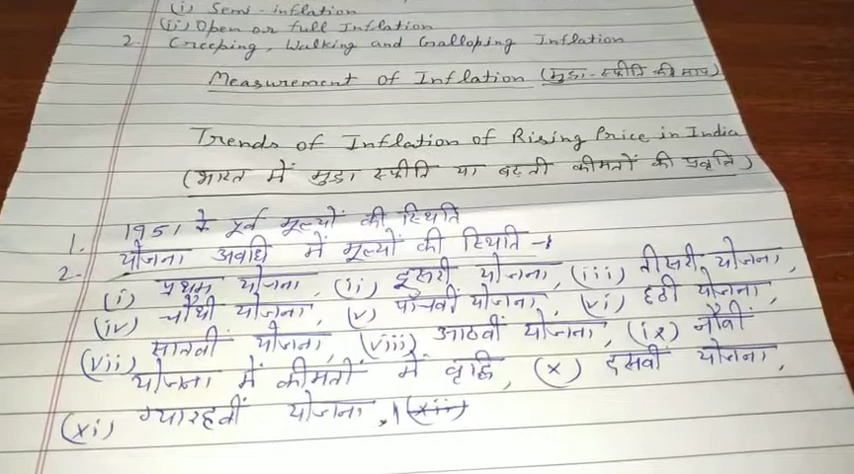 (i) Semi-inflation
(ii) Open or full Inflation
2. Creeping, Walking and Galloping Inflation
Measurement of Inflation (मुद्रा-स्फीति की माप)
Trends of Inflation of Rising Price in India
(भारत में मुद्रा स्फीति या बढ़ती कीमतों की प्रवृति)
1. 1951 के पूर्व मूल्यों की स्थिति
2. योजना अवधि में मूल्यों की स्थिति →
(i) प्रथम योजना, (ii) दूसरी योजना, (iii) तीसरी योजना,
(iv) चौथी योजना, (v) पाँचवीं योजना, (vi) छठी योजना,
(vii) सातवीं योजना, (viii) आठवीं योजना, (ix) नौवीं
योजना में कीमतों में वृद्धि, (x) दसवीं योजना,
(xi) ग्यारहवीं योजना,। (xii)